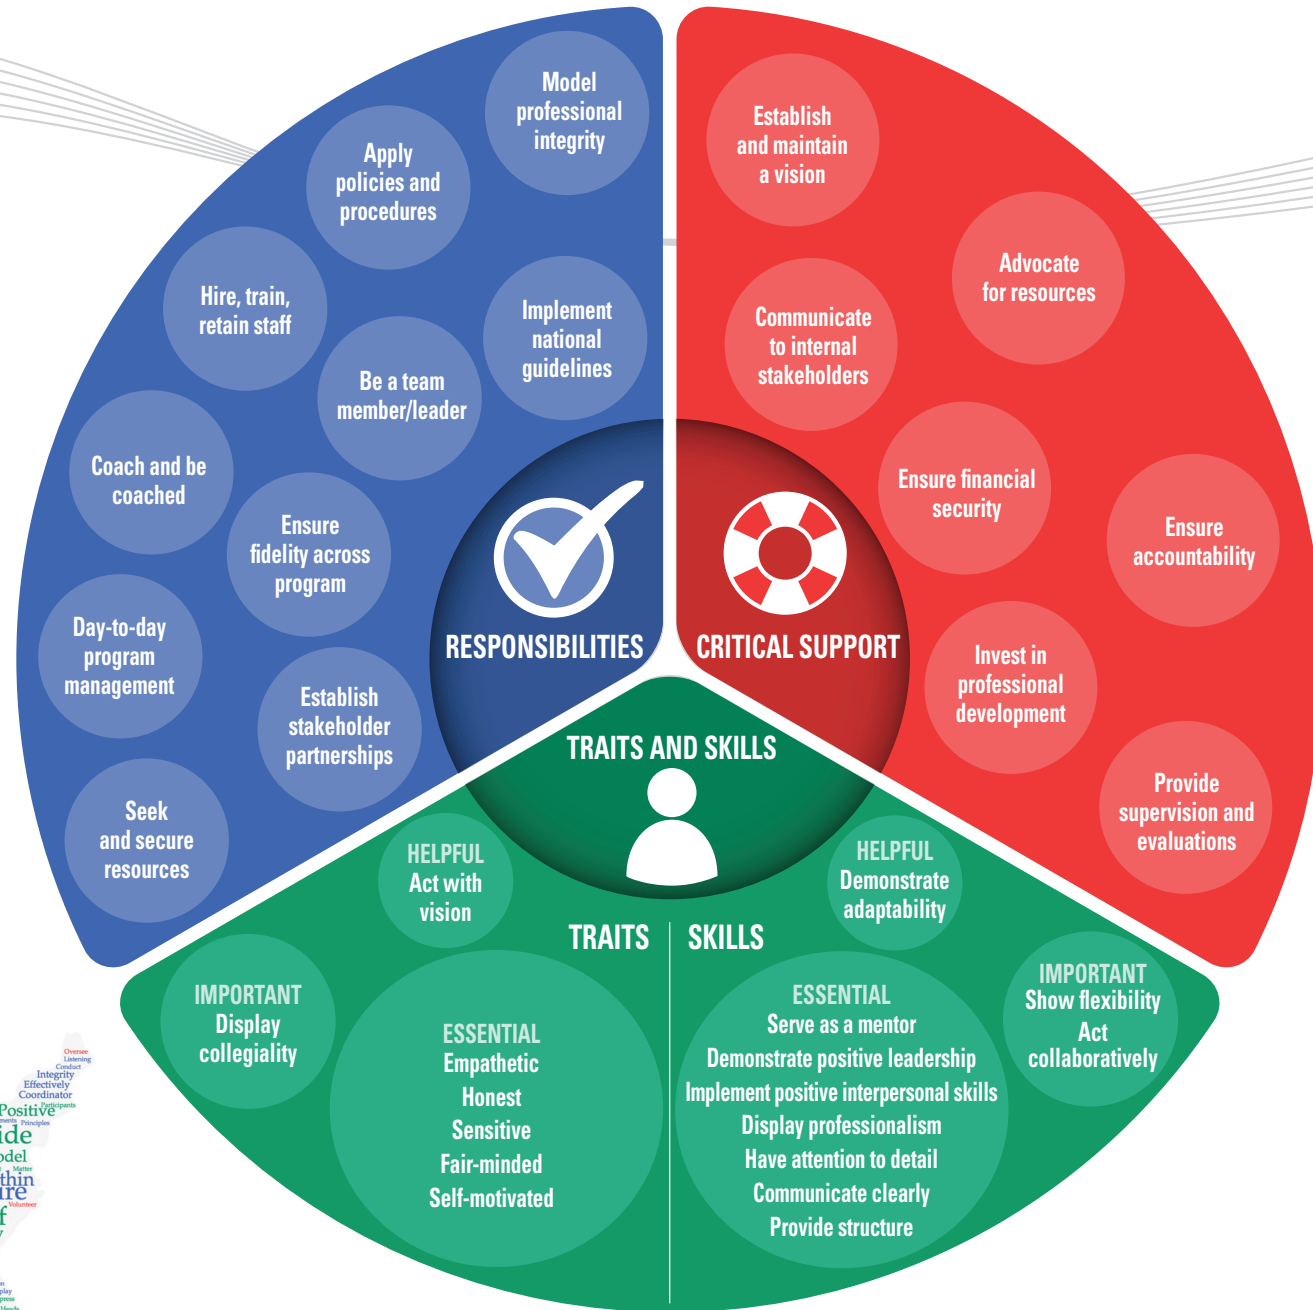 Model
professional
integrity
Apply
policies and
procedures
Hire, train,
retain staff
Implement
national
guidelines
Be a team
member/leader
Coach and be
coached
Ensure
fidelity across
program
Day-to-day
program
management
Establish
stakeholder
partnerships
Seek
and secure
resources
RESPONSIBILITIES
Establish
and maintain
a vision
Advocate
for resources
Communicate
to internal
stakeholders
Ensure financial
security
Ensure
accountability
Invest in
professional
development
Provide
supervision and
evaluations
CRITICAL SUPPORT
TRAITS AND SKILLS
TRAITS
HELPFUL
Act with
vision
IMPORTANT
Display
collegiality
ESSENTIAL
Empathetic
Honest
Sensitive
Fair-minded
Self-motivated
SKILLS
HELPFUL
Demonstrate
adaptability
ESSENTIAL
Serve as a mentor
Demonstrate positive leadership
Implement positive interpersonal skills
Display professionalism
Have attention to detail
Communicate clearly
Provide structure
IMPORTANT
Show flexibility
Act
collaboratively
Oversee
Listening
Conduct
Integrity
Effectively
Coordinator
Participants
Positive
Principles
Matter
Volunteer